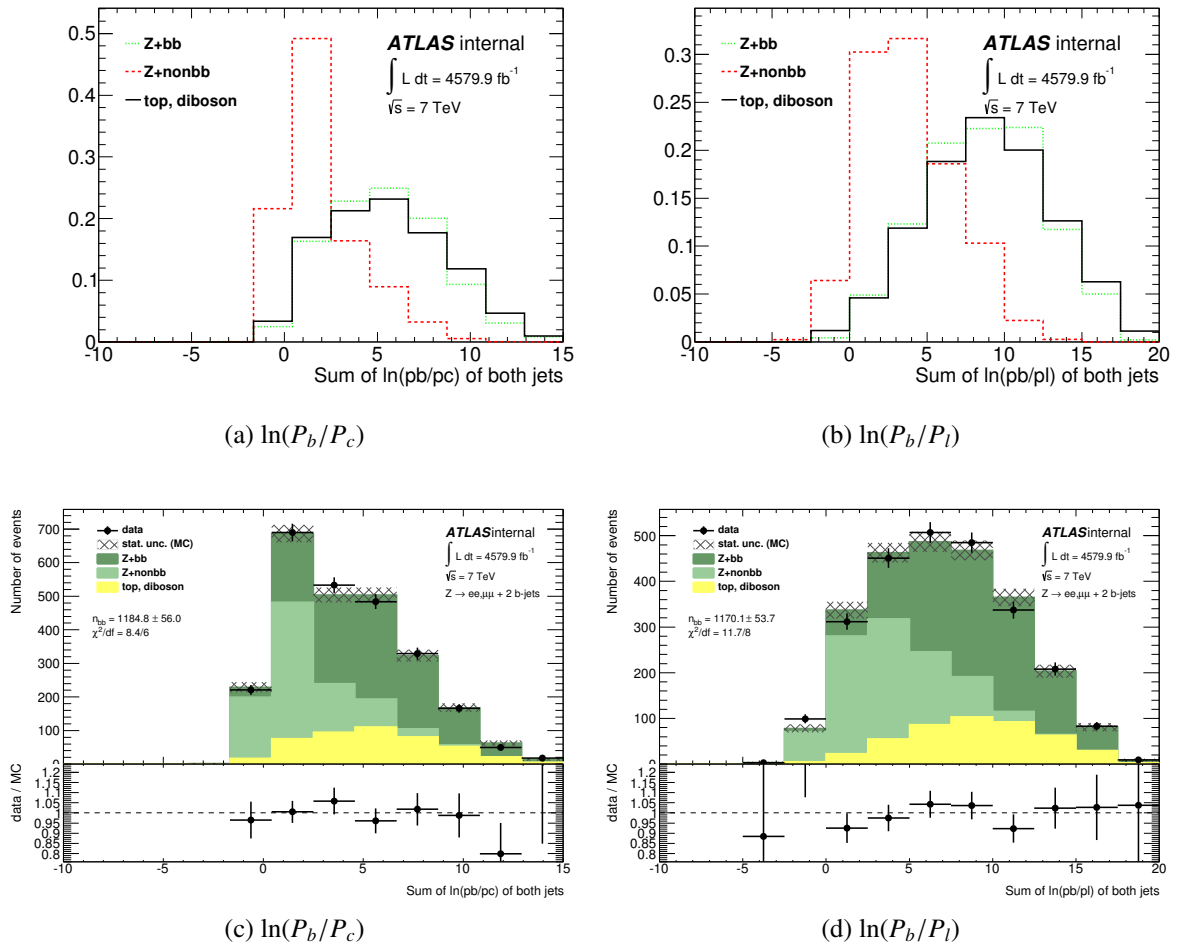 0.5
0.4
0.3
0.2
0.1
0
Z+bb
Z+nonbb
top, diboson
ATLAS internal
∫ L dt = 4579.9 fb⁻¹
√s = 7 TeV
-10 -5 0 5 10 15
Sum of ln(pb/pc) of both jets
(a) ln(P_b/P_c)
0.3
0.25
0.2
0.15
0.1
0.05
0
Z+bb
Z+nonbb
top, diboson
ATLAS internal
∫ L dt = 4579.9 fb⁻¹
√s = 7 TeV
-10 -5 0 5 10 15 20
Sum of ln(pb/pl) of both jets
(b) ln(P_b/P_l)
Number of events
700
600
500
400
300
200
100
0
data
stat. unc. (MC)
Z+bb
Z+nonbb
top, diboson
n_bb = 1184.8 ± 56.0
χ²/df = 8.4/6
ATLAS internal
∫ L dt = 4579.9 fb⁻¹
√s = 7 TeV
Z → ee,μμ + 2 b-jets
data / MC
1.2
1.15
1.1
1.05
1
0.95
0.9
0.85
0.8
-10 -5 0 5 10 15
Sum of ln(pb/pc) of both jets
(c) ln(P_b/P_c)
Number of events
500
400
300
200
100
0
data
stat. unc. (MC)
Z+bb
Z+nonbb
top, diboson
n_bb = 1170.1± 53.7
χ²/df = 11.7/8
ATLAS internal
∫ L dt = 4579.9 fb⁻¹
√s = 7 TeV
Z → ee,μμ + 2 b-jets
data / MC
1.2
1.15
1.1
1.05
1
0.95
0.9
0.85
0.8
-10 -5 0 5 10 15 20
Sum of ln(pb/pl) of both jets
(d) ln(P_b/P_l)